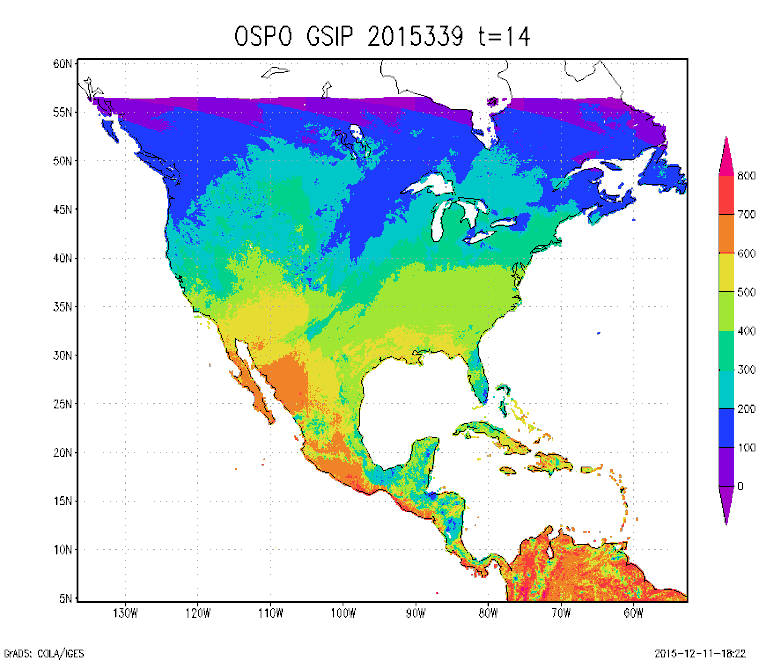 OSPO GSIP 2015339 t=14
60N
55N
50N
45N
40N
35N
30N
25N
20N
15N
10N
5N
130W 120W 110W 100W 90W 80W 70W 60W
800
700
600
500
400
300
200
100
0
GrADS: COLA/IGES 2015-12-11-18:22